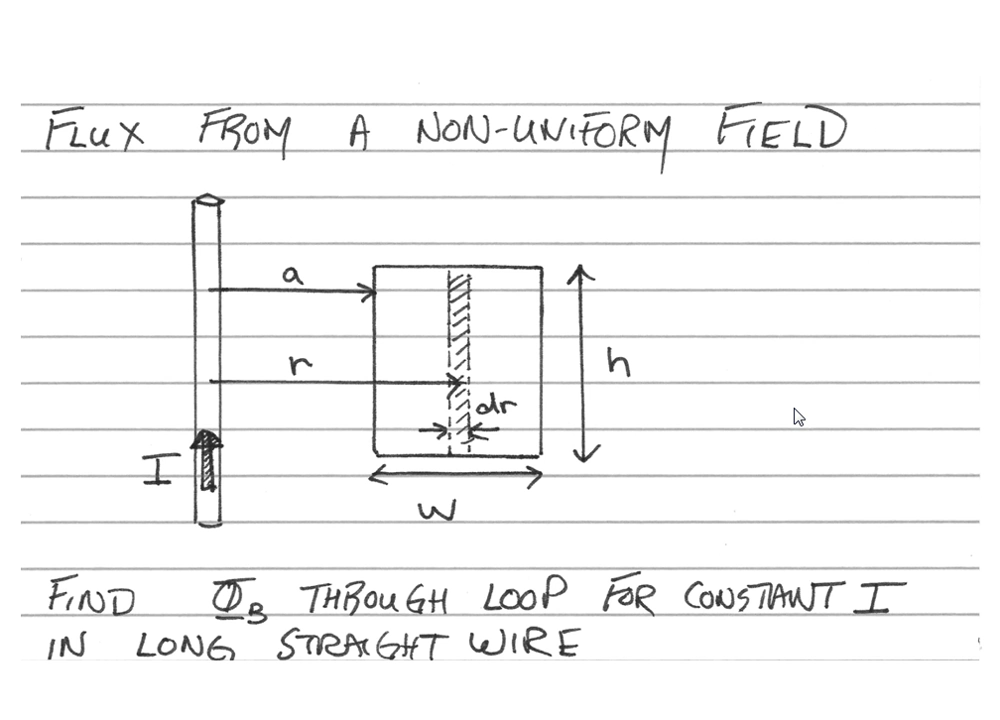 FLUX FROM A NON-UNIFORM FIELD
a
r
h
dr
I
W
FIND Φ_B THROUGH LOOP FOR CONSTANT I
IN LONG STRAIGHT WIRE